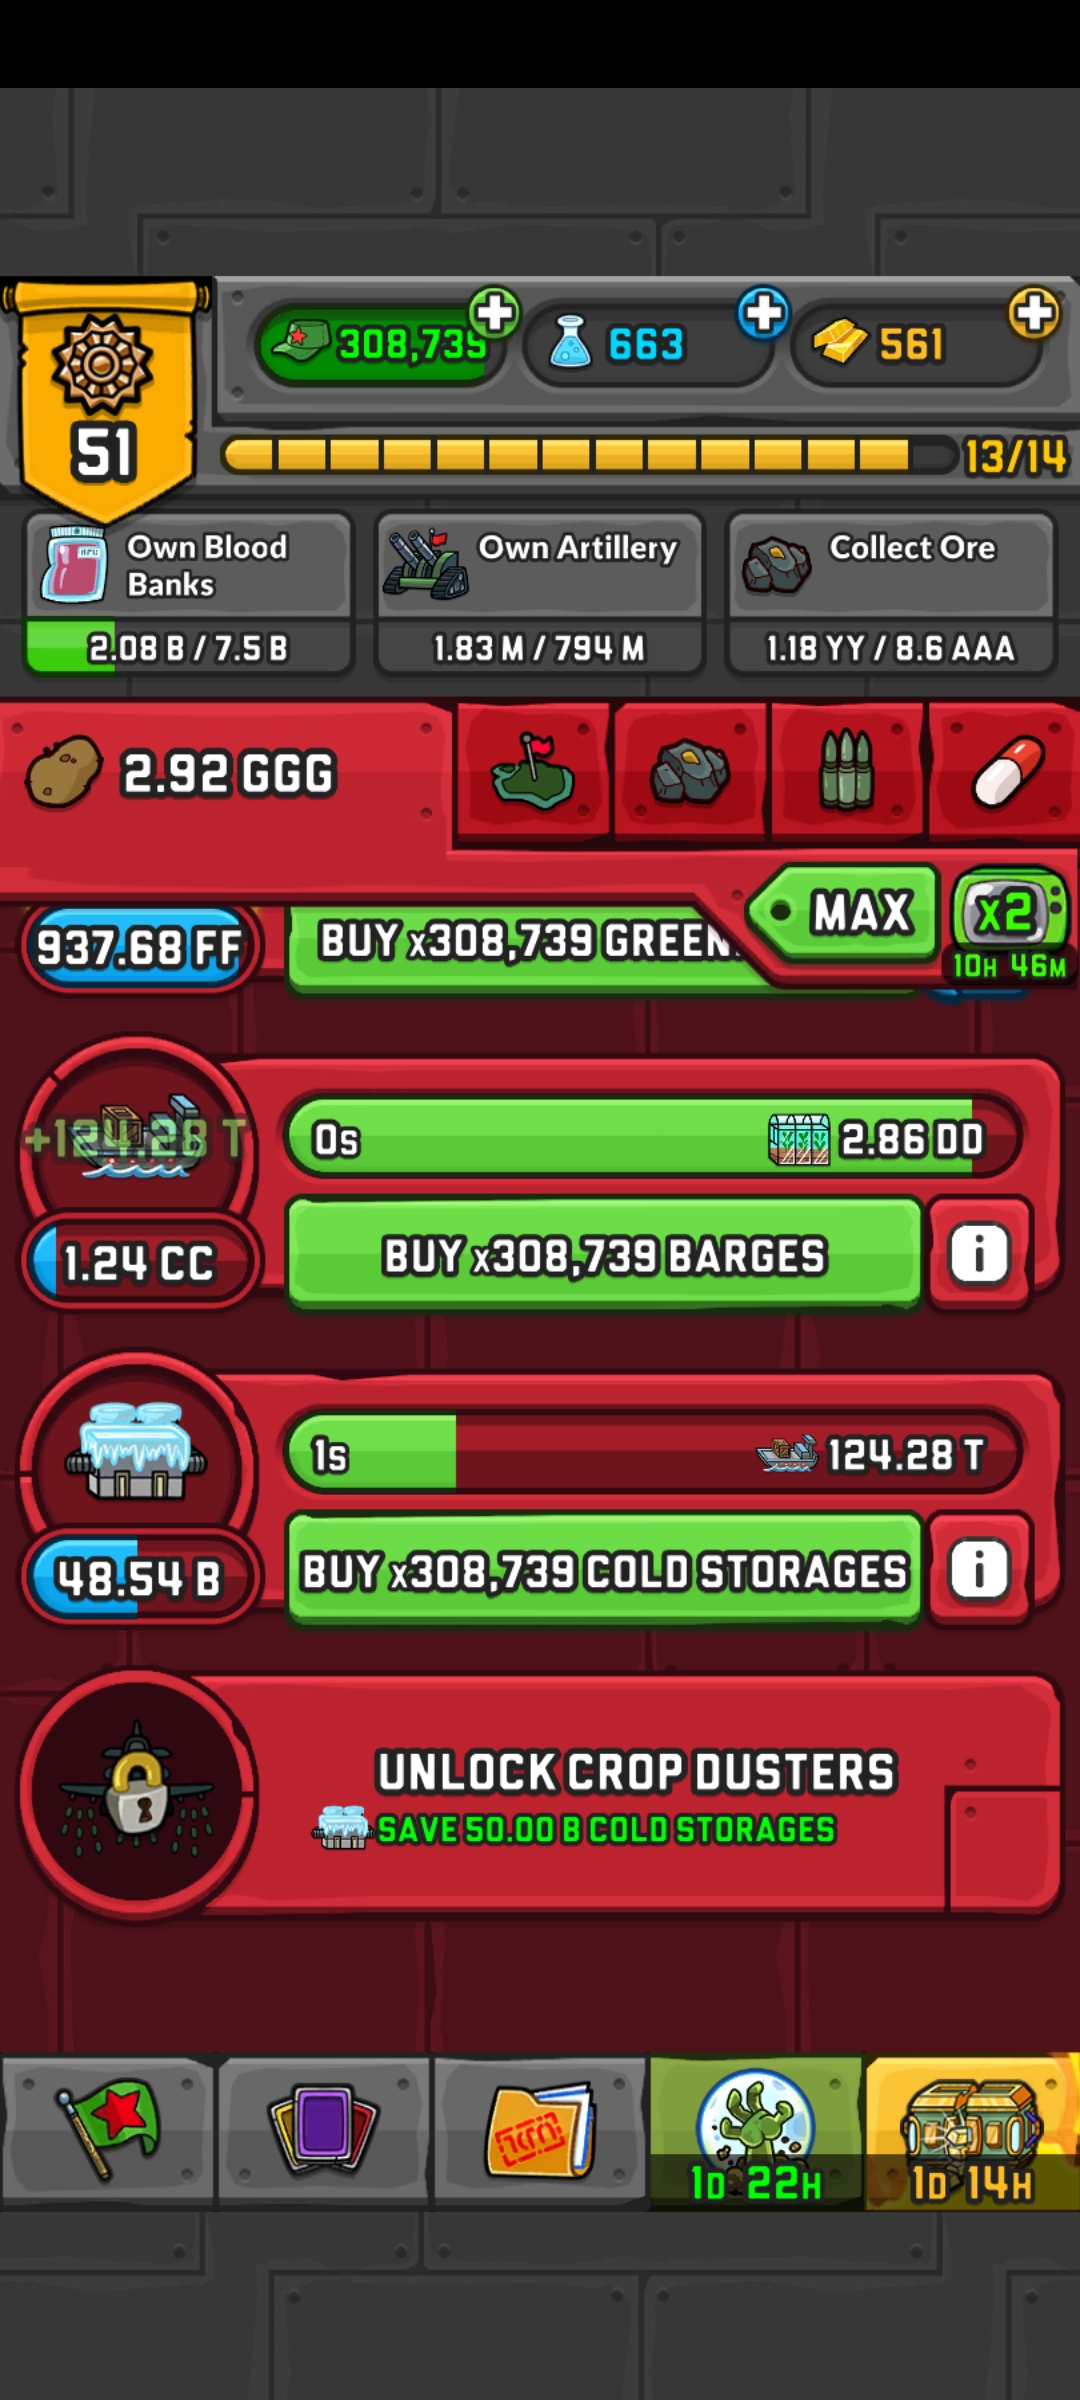 308,739
663
561
51
13/14
Own Blood
Banks
Own Artillery
Collect Ore
2.08 B / 7.5 B
1.83 M / 794 M
1.18 YY / 8.6 AAA
2.92 GGG
MAX
x2
10H 46M
937.68 FF
BUY x308,739 GREEN
+124.28 T
0s
2.86 DD
1.24 CC
BUY x308,739 BARGES
i
1s
124.28 T
48.54 B
BUY x308,739 COLD STORAGES
i
UNLOCK CROP DUSTERS
SAVE 50.00 B COLD STORAGES
1D 22H
1D 14H